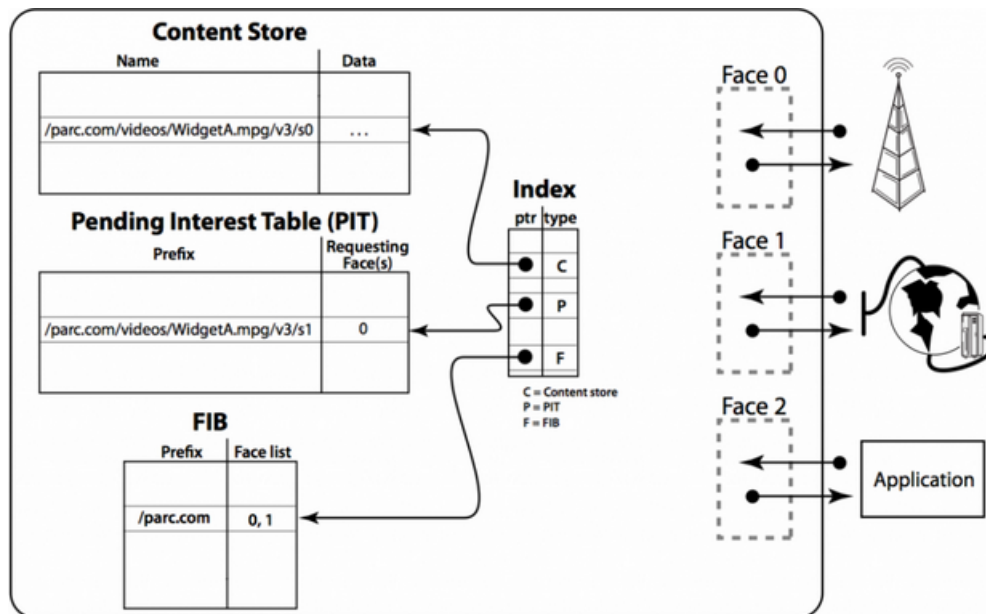 Content Store
Name Data
/parc.com/videos/WidgetA.mpg/v3/s0 ...
Pending Interest Table (PIT)
Prefix Requesting
Face(s)
/parc.com/videos/WidgetA.mpg/v3/s1 0
FIB
Prefix Face list
/parc.com 0, 1
Index
ptr type
C
P
F
C = Content store
P = PIT
F = FIB
Face 0
Face 1
Face 2
Application